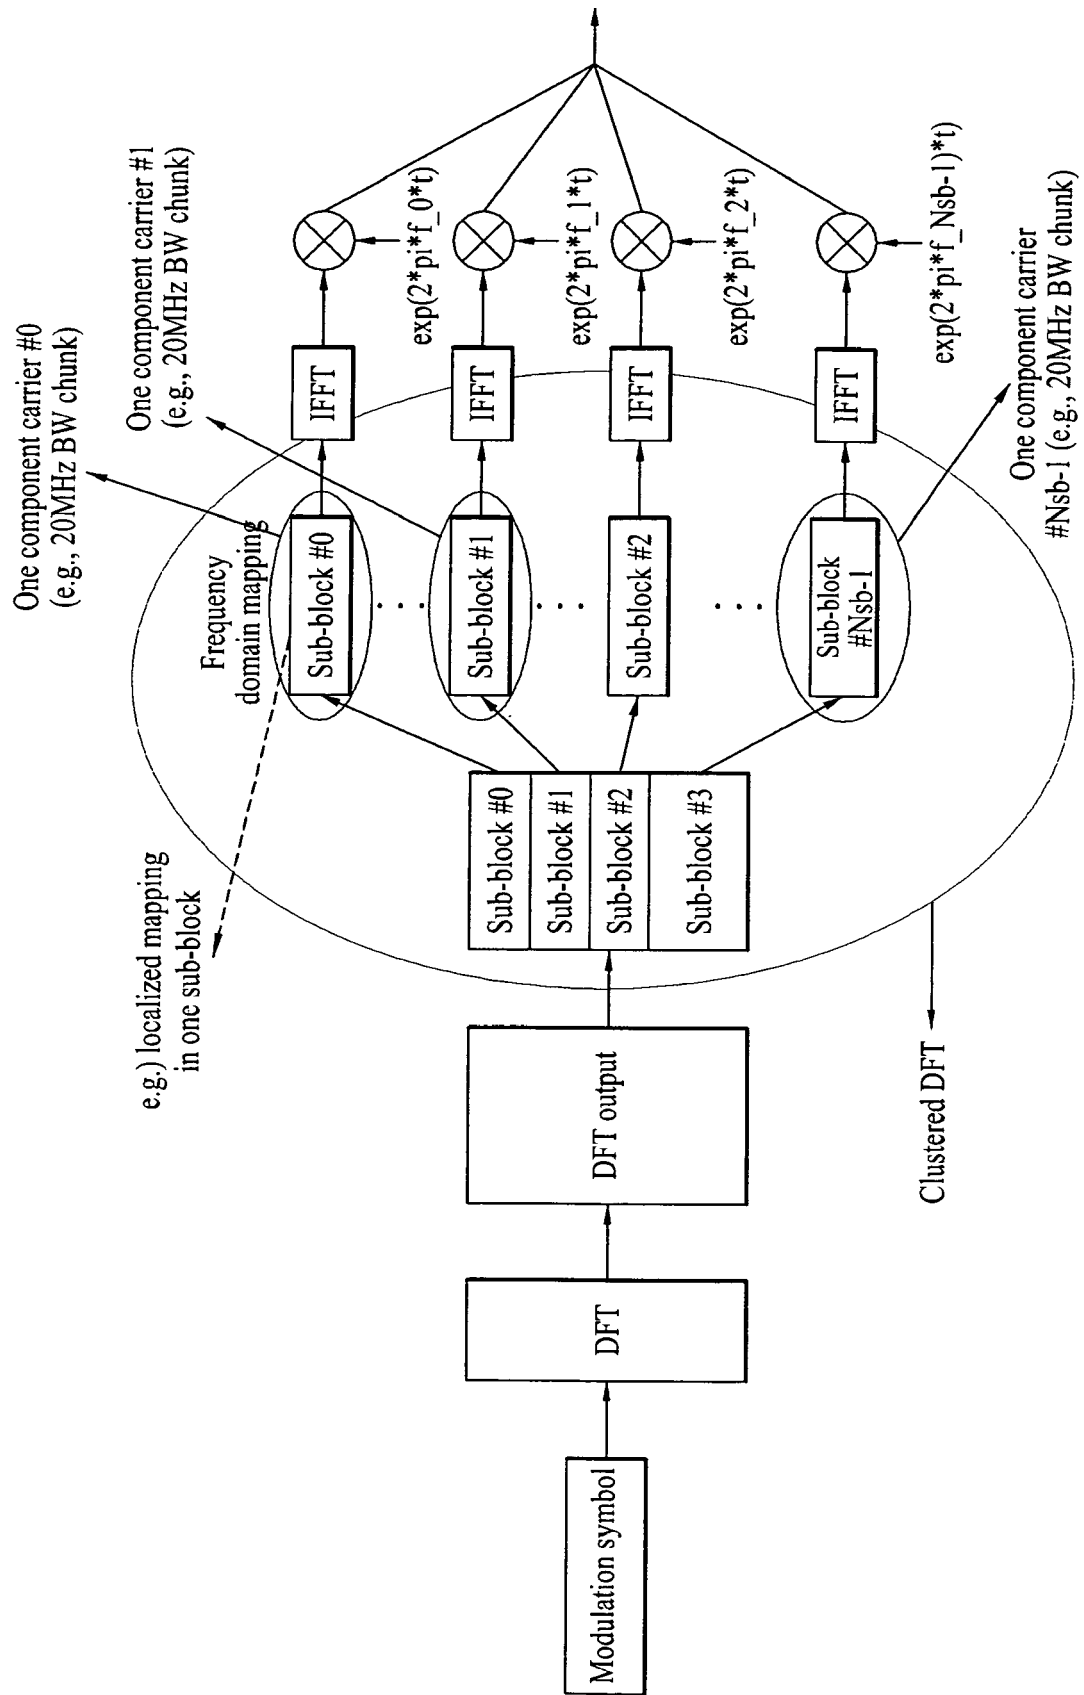 Modulation symbol
DFT
DFT output
Sub-block #0
Sub-block #1
Sub-block #2
Sub-block #3
Clustered DFT
e.g.) localized mapping
in one sub-block
Frequency
domain mapping
Sub-block #0
Sub-block #1
Sub-block #2
Sub-block
#Nsb-1
One component carrier #0
(e.g., 20MHz BW chunk)
One component carrier #1
(e.g., 20MHz BW chunk)
One component carrier
#Nsb-1 (e.g., 20MHz BW chunk)
IFFT
IFFT
IFFT
IFFT
exp(2*pi*f_0*t)
exp(2*pi*f_1*t)
exp(2*pi*f_2*t)
exp(2*pi*f_Nsb-1)*t)